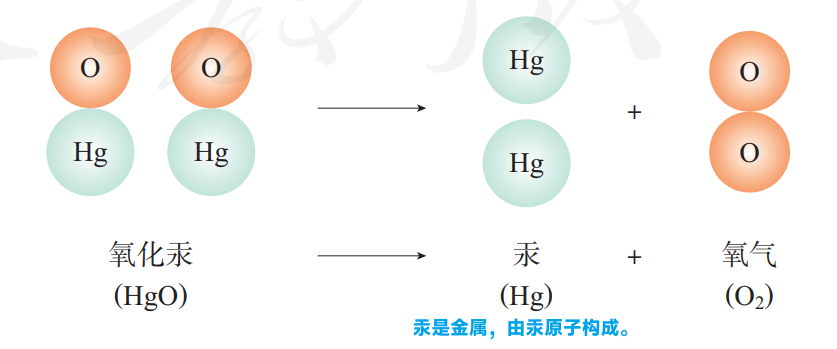 O O Hg + O
Hg Hg Hg O
氧化汞 汞 + 氧气
(HgO) (Hg) (O₂)
汞是金属，由汞原子构成。